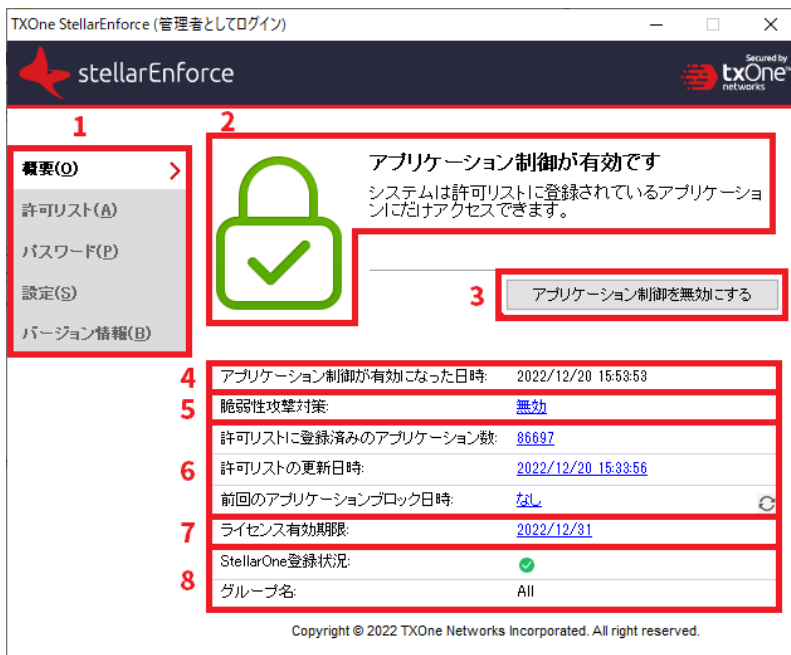 TXOne StellarEnforce (管理者としてログイン)
stellarEnforce
Secured by
txOne™
networks
1
2
概要(O)
許可リスト(A)
パスワード(P)
設定(S)
バージョン情報(B)
アプリケーション制御が有効です
システムは許可リストに登録されているアプリケーショ
ンにだけアクセスできます。
3
アプリケーション制御を無効にする
4
アプリケーション制御が有効になった日時: 2022/12/20 15:53:53
5
脆弱性攻撃対策: 無効
許可リストに登録済みのアプリケーション数: 86697
6
許可リストの更新日時: 2022/12/20 15:33:56
前回のアプリケーションブロック日時: なし
7
ライセンス有効期限: 2022/12/31
StellarOne登録状況:
8
グループ名: All
Copyright © 2022 TXOne Networks Incorporated. All right reserved.